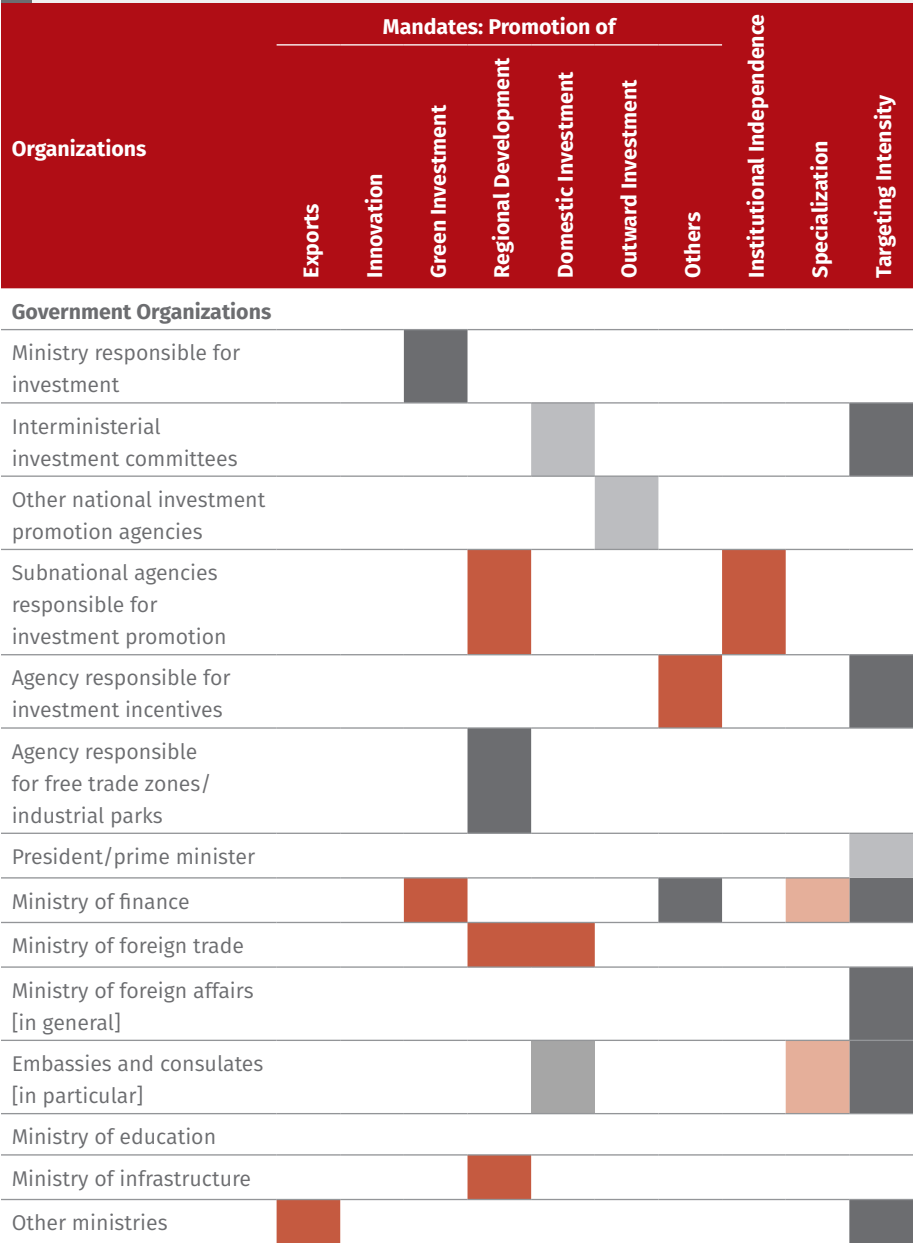 Mandates: Promotion of
Organizations
Exports
Innovation
Green Investment
Regional Development
Domestic Investment
Outward Investment
Others
Institutional Independence
Specialization
Targeting Intensity
Government Organizations
Ministry responsible for
investment
Interministerial
investment committees
Other national investment
promotion agencies
Subnational agencies
responsible for
investment promotion
Agency responsible for
investment incentives
Agency responsible
for free trade zones/
industrial parks
President/prime minister
Ministry of finance
Ministry of foreign trade
Ministry of foreign affairs
[in general]
Embassies and consulates
[in particular]
Ministry of education
Ministry of infrastructure
Other ministries